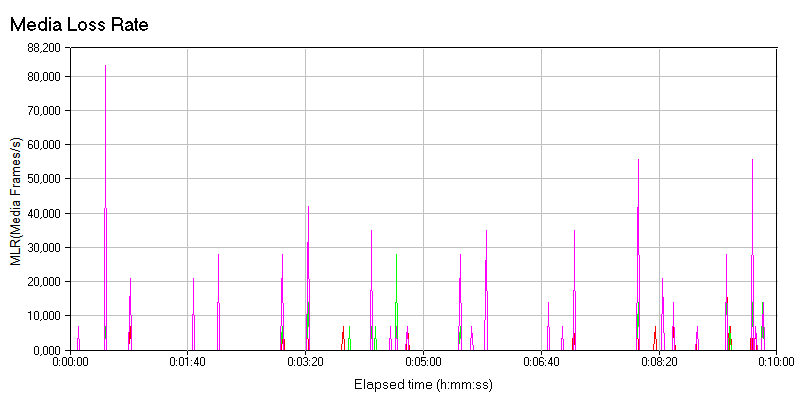 Media Loss Rate
88,200
80,000
70,000
60,000
50,000
40,000
30,000
20,000
10,000
0,000
MLR(Media Frames/s)
0:00:00 0:01:40 0:03:20 0:05:00 0:06:40 0:08:20 0:10:00
Elapsed time (h:mm:ss)